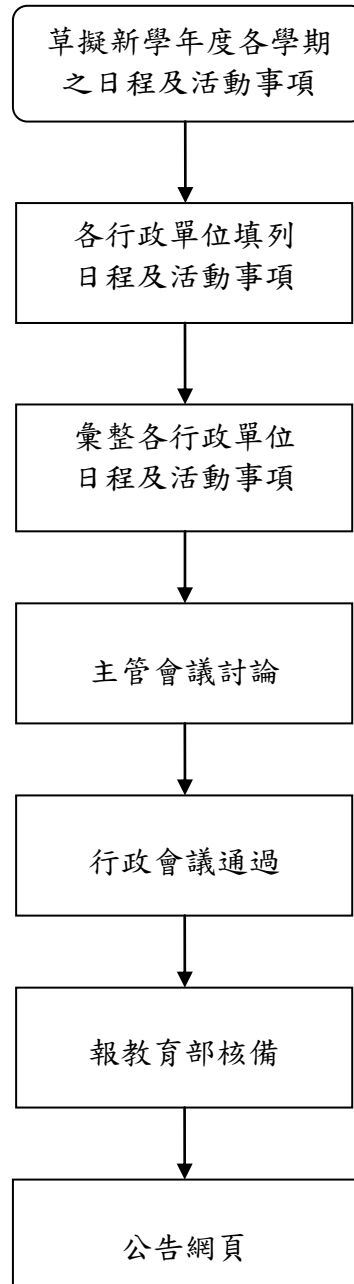 草擬新學年度各學期
之日程及活動事項
各行政單位填列
日程及活動事項
彙整各行政單位
日程及活動事項
主管會議討論
行政會議通過
報教育部核備
公告網頁